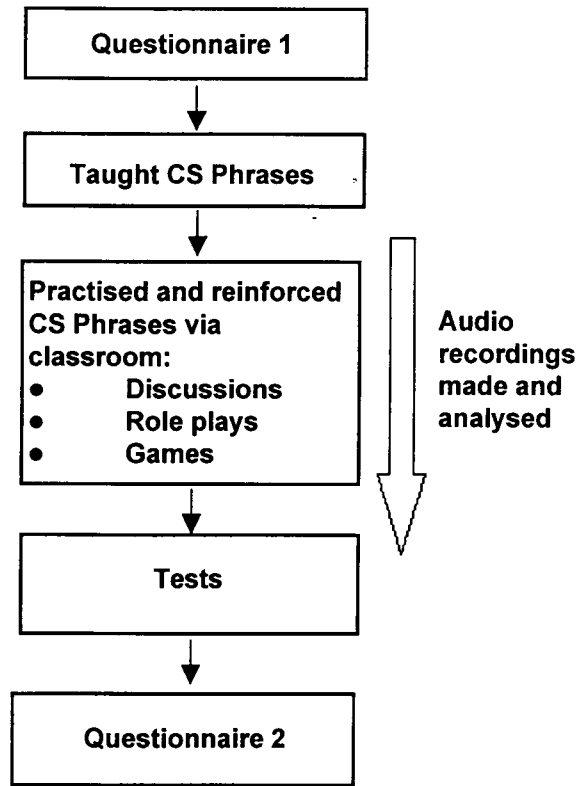 Questionnaire 1
Taught CS Phrases
Practised and reinforced
CS Phrases via
classroom:
● Discussions
● Role plays
● Games
Audio
recordings
made and
analysed
Tests
Questionnaire 2